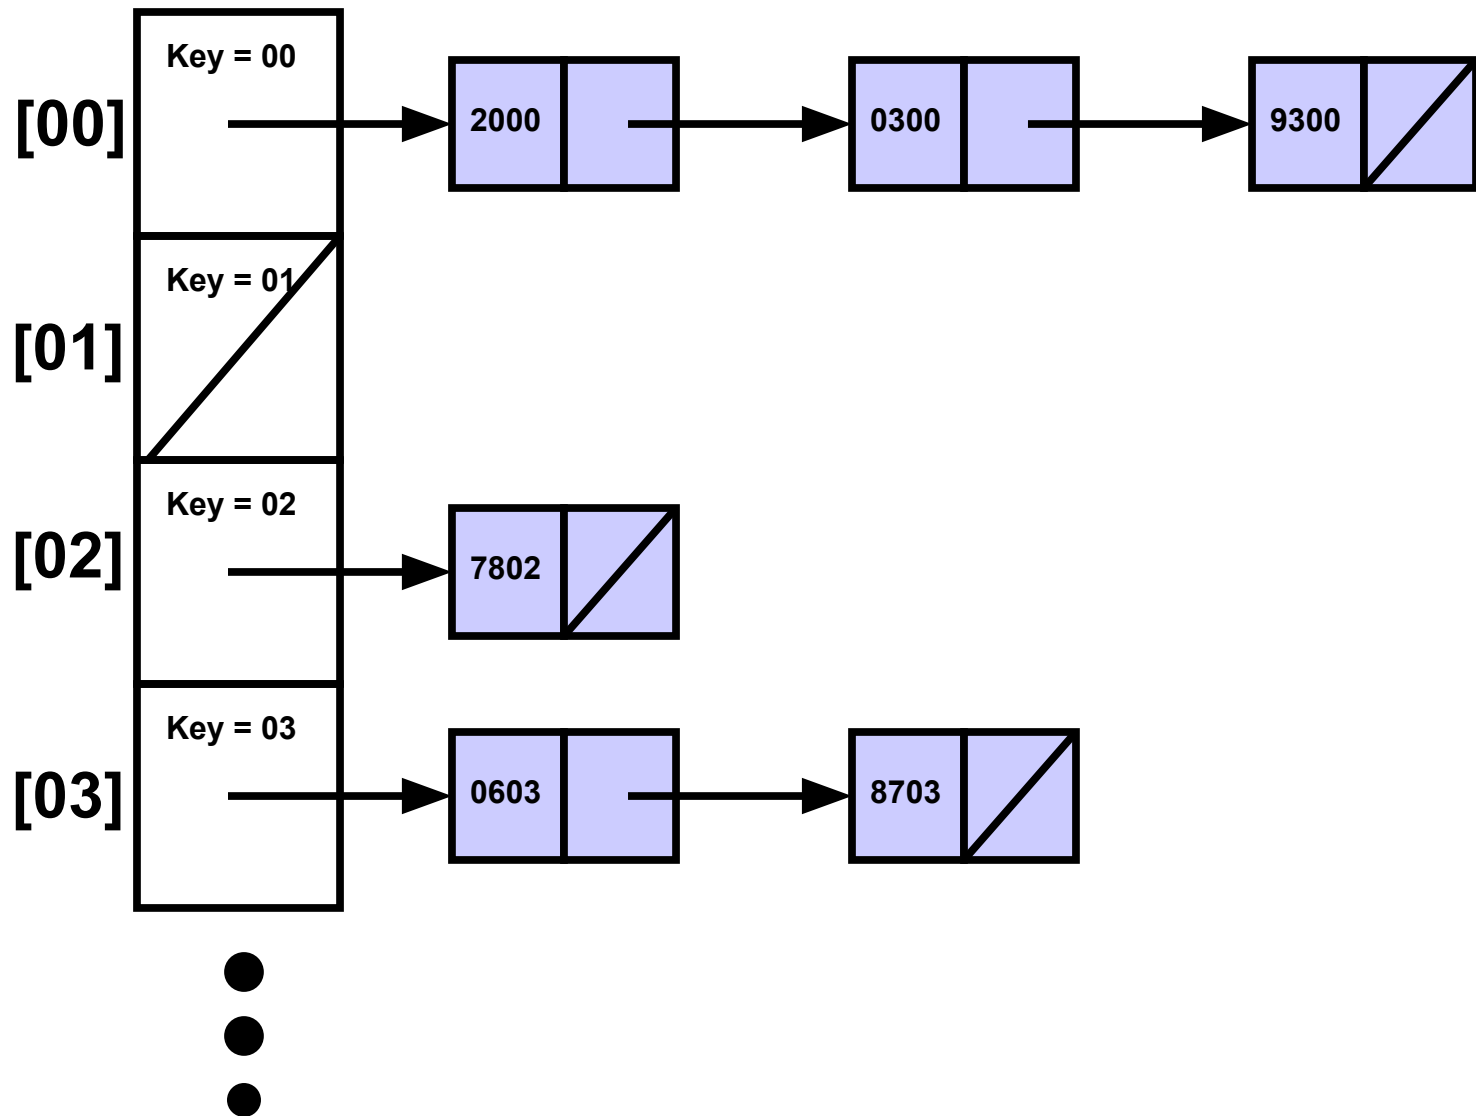 Key = 00
[00]
2000
0300
9300
Key = 01
[01]
Key = 02
[02]
7802
Key = 03
[03]
0603
8703